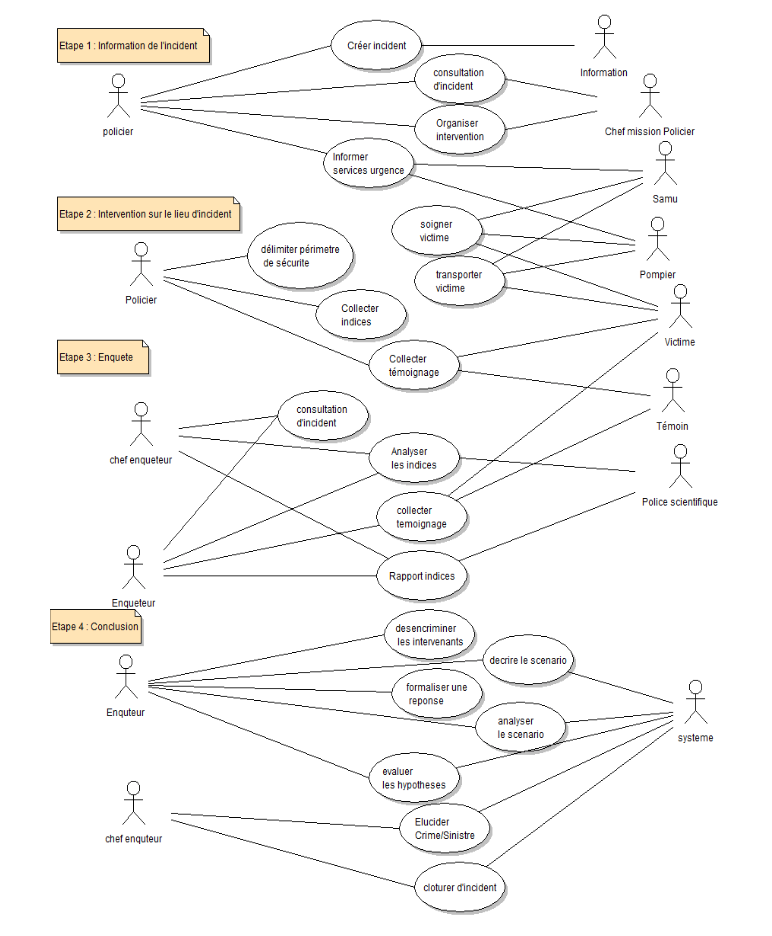 Etape 1 : Information de l'incident
Créer incident
Information
policier
consultation
d'incident
Organiser
intervention
Chef mission Policier
Informer
services urgence
Samu
Etape 2 : Intervention sur le lieu d'incident
soigner
victime
délimiter périmetre
de sécurite
Pompier
Policier
transporter
victime
Collecter
indices
Victime
Etape 3 : Enquete
Collecter
témoignage
consultation
d'incident
Témoin
chef enqueteur
Analyser
les indices
Police scientifique
collecter
temoignage
Rapport indices
Enqueteur
Etape 4 : Conclusion
desencriminer
les intervenants
decrire le scenario
formaliser une
reponse
Enquteur
analyser
le scenario
systeme
evaluer
les hypotheses
Elucider
Crime/Sinistre
chef enquteur
cloturer d'incident